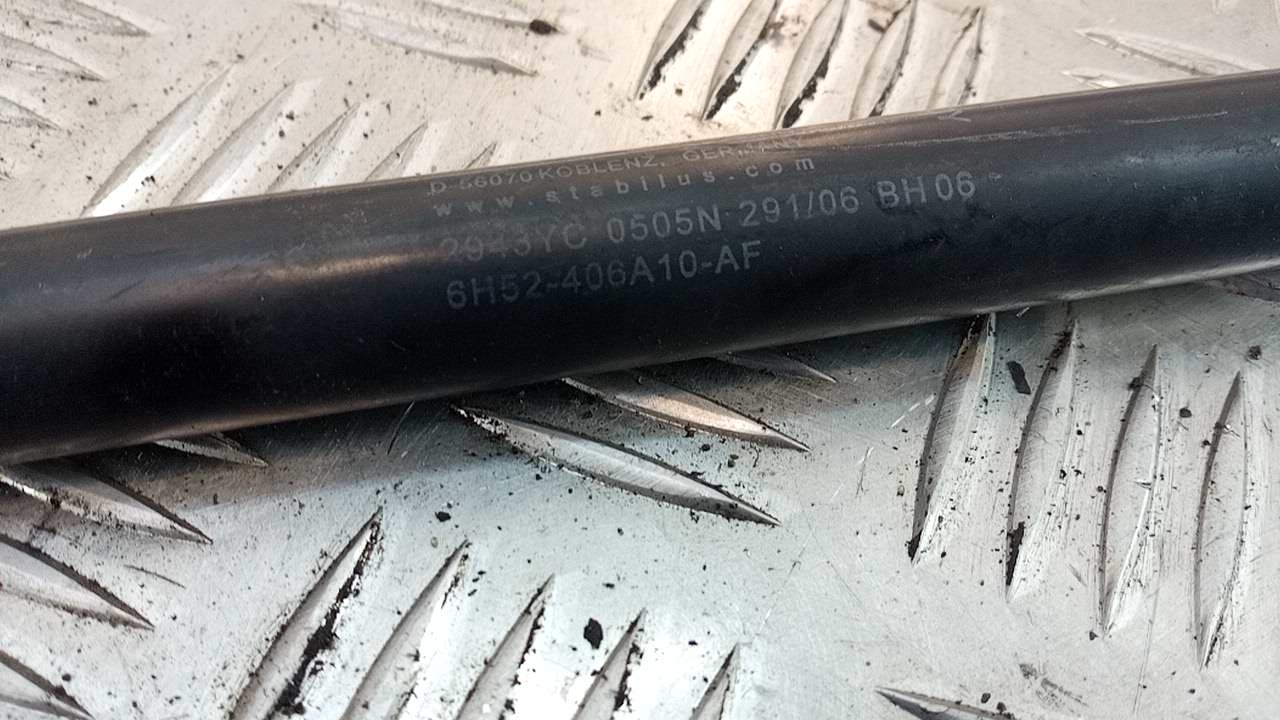 D-56070 KOBLENZ, GERMANY
www.stabilus.com
2943YC 0505N 291/06 BH06
6H52-406A10-AF